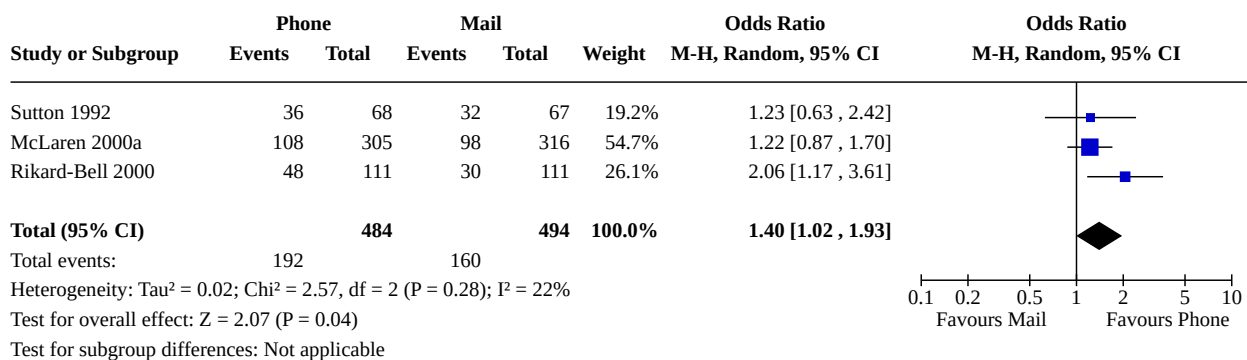 Phone Mail Odds Ratio Odds Ratio
Study or Subgroup Events Total Events Total Weight M-H, Random, 95% CI M-H, Random, 95% CI
Sutton 1992 36 68 32 67 19.2% 1.23 [0.63 , 2.42]
McLaren 2000a 108 305 98 316 54.7% 1.22 [0.87 , 1.70]
Rikard-Bell 2000 48 111 30 111 26.1% 2.06 [1.17 , 3.61]
Total (95% CI) 484 494 100.0% 1.40 [1.02 , 1.93]
Total events: 192 160
Heterogeneity: Tau² = 0.02; Chi² = 2.57, df = 2 (P = 0.28); I² = 22%
0.1 0.2 0.5 1 2 5 10
Test for overall effect: Z = 2.07 (P = 0.04)
Favours Mail Favours Phone
Test for subgroup differences: Not applicable